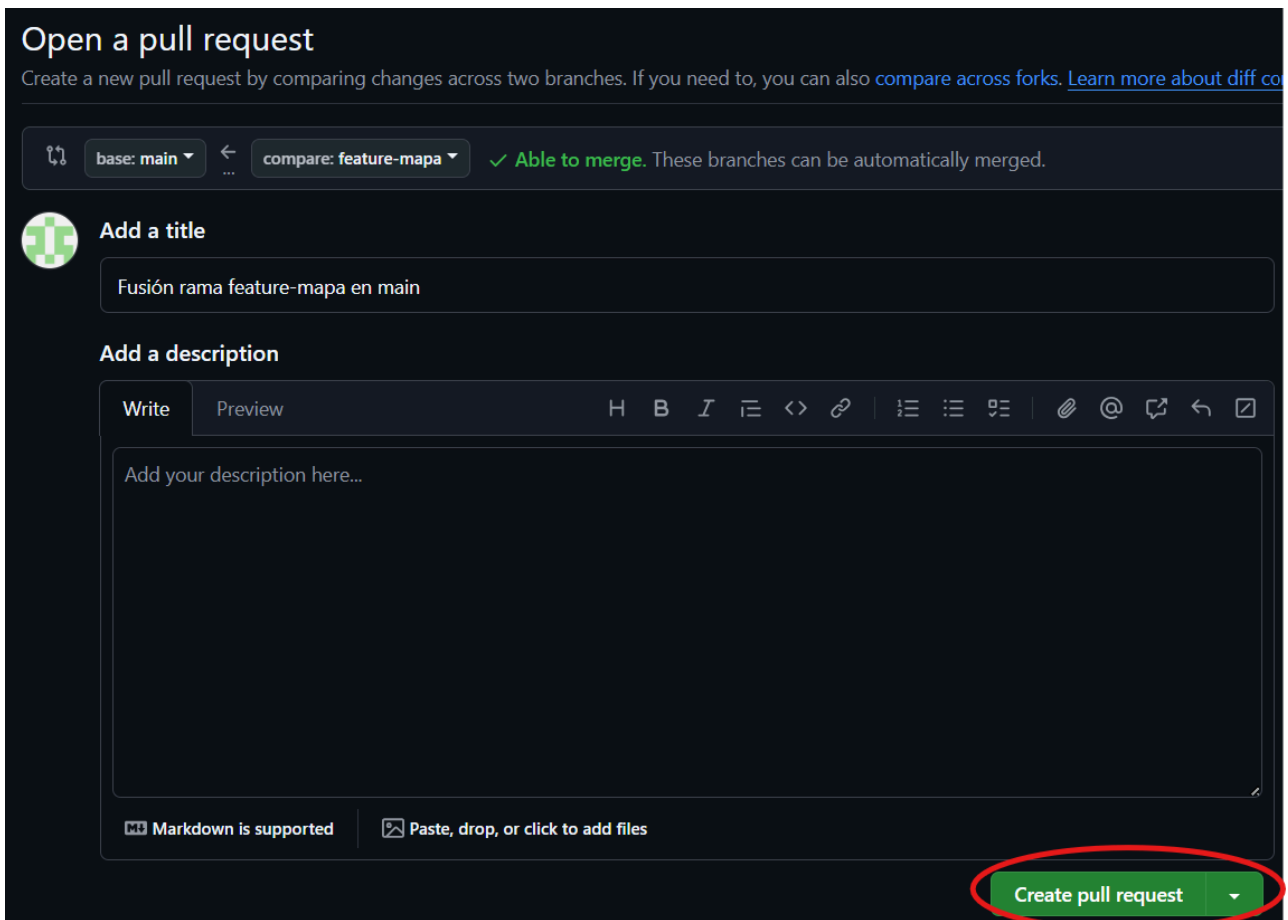 Open a pull request
Create a new pull request by comparing changes across two branches. If you need to, you can also compare across forks. Learn more about diff
base: main ← compare: feature-mapa ✓ Able to merge. These branches can be automatically merged.
...
Add a title
Fusión rama feature-mapa en main
Add a description
Write Preview H B I
Add your description here...
Markdown is supported Paste, drop, or click to add files
Create pull request